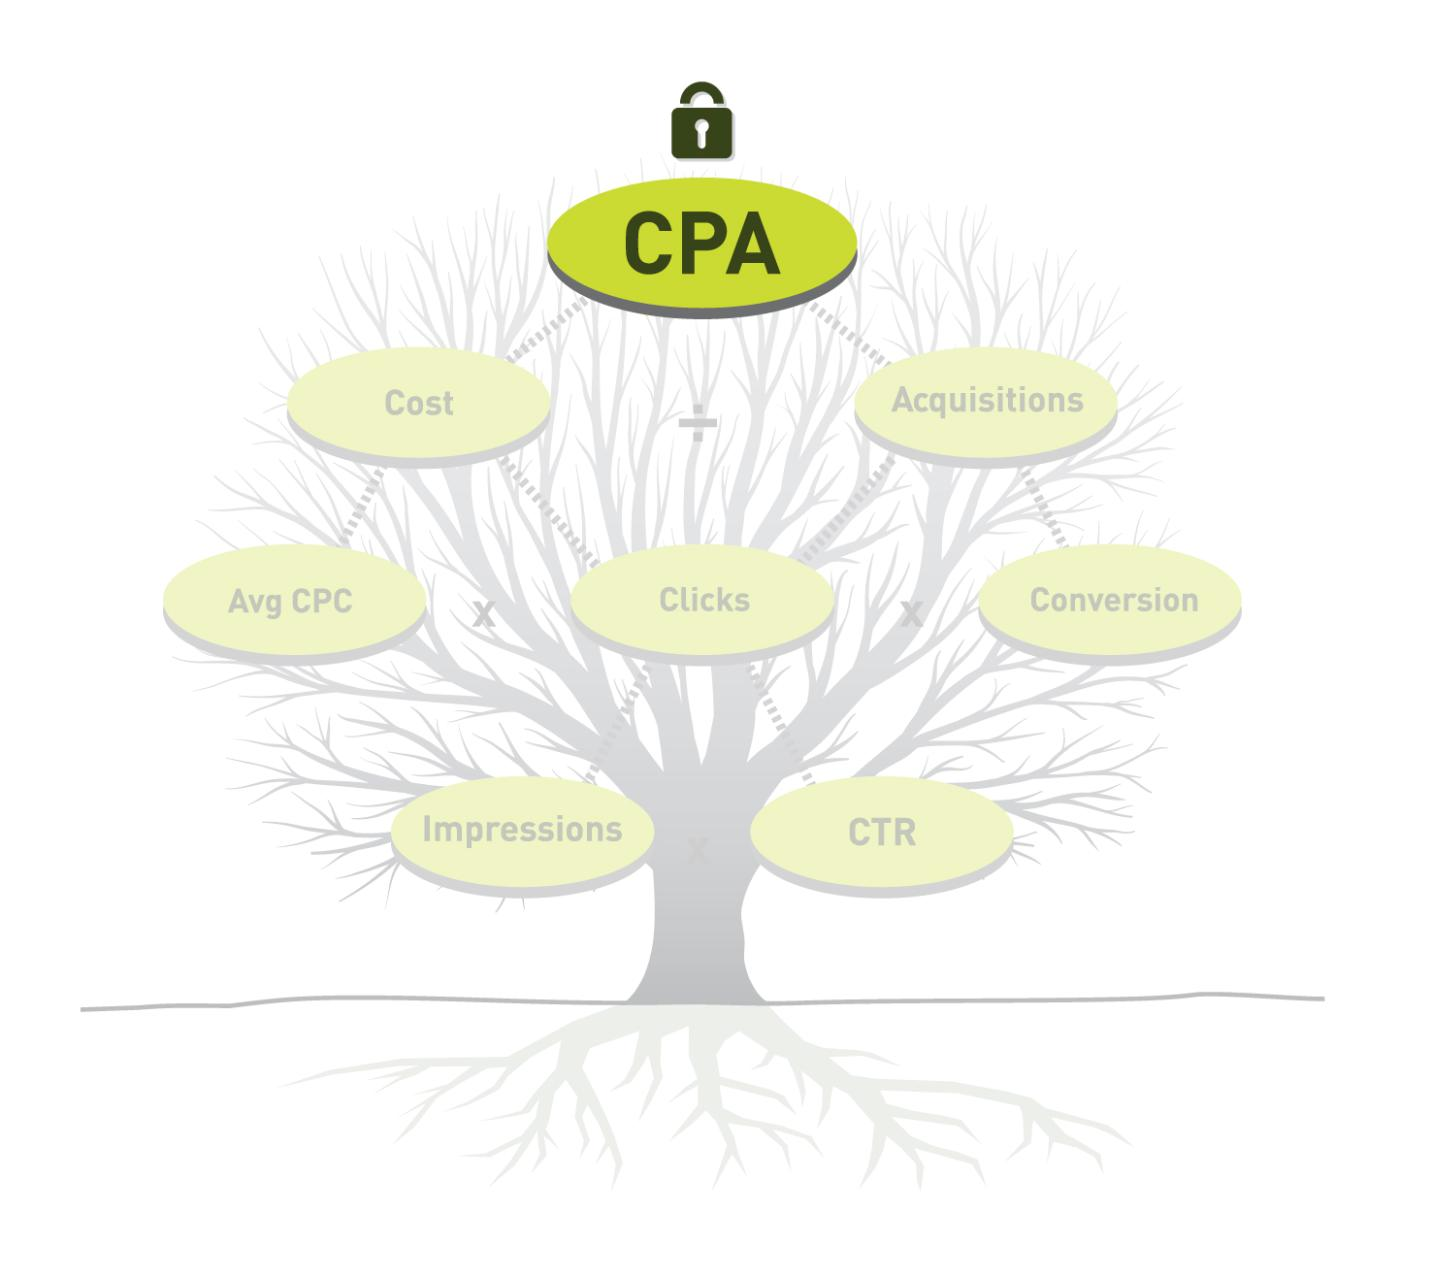 CPA
Cost
÷
Acquisitions
Avg CPC
x
Clicks
x
Conversion
Impressions
x
CTR